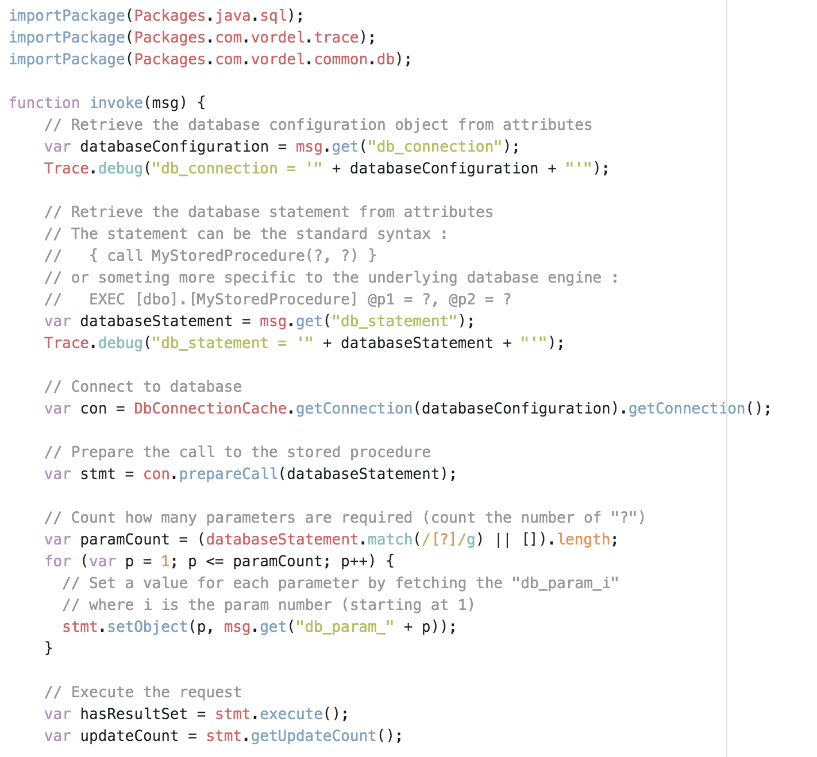 importPackage(Packages.java.sql);
importPackage(Packages.com.vordel.trace);
importPackage(Packages.com.vordel.common.db);

function invoke(msg) {
    // Retrieve the database configuration object from attributes
    var databaseConfiguration = msg.get("db_connection");
    Trace.debug("db_connection = '" + databaseConfiguration + "'");

    // Retrieve the database statement from attributes
    // The statement can be the standard syntax :
    //   { call MyStoredProcedure(?, ?) }
    // or someting more specific to the underlying database engine :
    //   EXEC [dbo].[MyStoredProcedure] @p1 = ?, @p2 = ?
    var databaseStatement = msg.get("db_statement");
    Trace.debug("db_statement = '" + databaseStatement + "'");

    // Connect to database
    var con = DbConnectionCache.getConnection(databaseConfiguration).getConnection();

    // Prepare the call to the stored procedure
    var stmt = con.prepareCall(databaseStatement);

    // Count how many parameters are required (count the number of "?")
    var paramCount = (databaseStatement.match(/[?]/g) || []).length;
    for (var p = 1; p <= paramCount; p++) {
      // Set a value for each parameter by fetching the "db_param_i"
      // where i is the param number (starting at 1)
      stmt.setObject(p, msg.get("db_param_" + p));
    }

    // Execute the request
    var hasResultSet = stmt.execute();
    var updateCount = stmt.getUpdateCount();